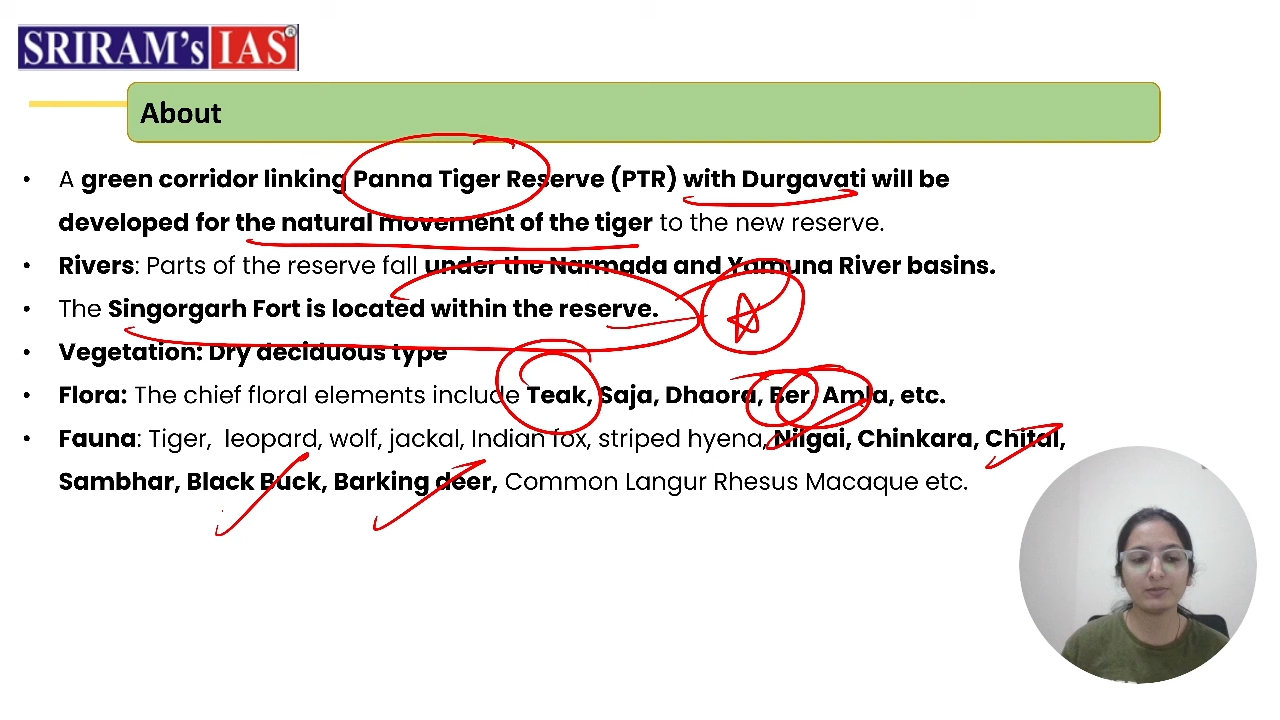 SRIRAM's IAS®
About
• A green corridor linking Panna Tiger Reserve (PTR) with Durgavati will be
developed for the natural movement of the tiger to the new reserve.
• Rivers: Parts of the reserve fall under the Narmada and Yamuna River basins.
• The Singorgarh Fort is located within the reserve.
• Vegetation: Dry deciduous type
• Flora: The chief floral elements include Teak, Saja, Dhaora, Ber, Amla, etc.
• Fauna: Tiger, leopard, wolf, jackal, Indian fox, striped hyena, Nilgai, Chinkara, Chital,
Sambhar, Black Buck, Barking deer, Common Langur Rhesus Macaque etc.